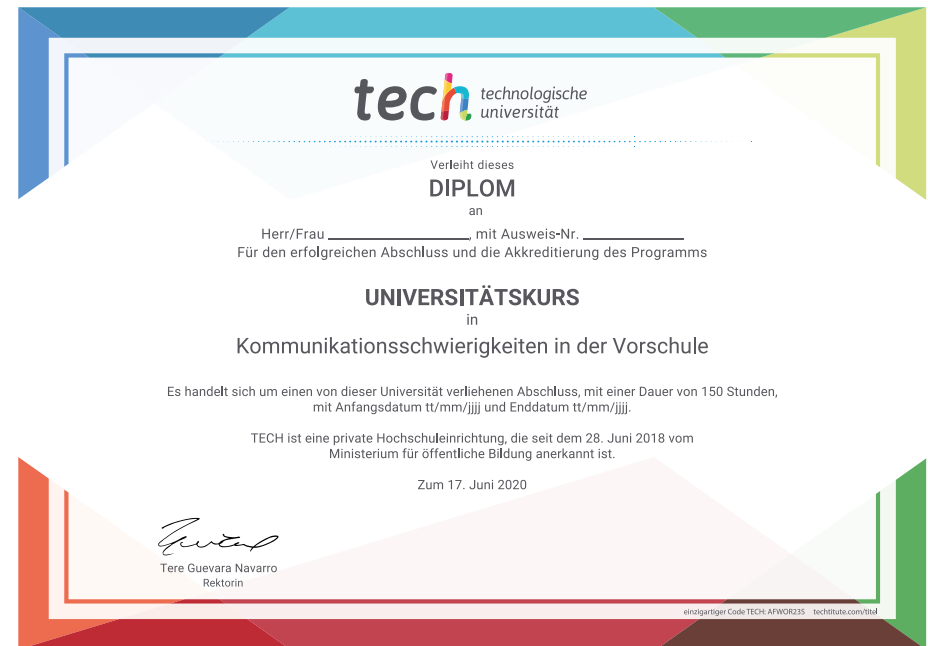 tech technologische
universität
Verleiht dieses
DIPLOM
an
Herr/Frau ____________________, mit Ausweis-Nr. ______________
Für den erfolgreichen Abschluss und die Akkreditierung des Programms
UNIVERSITÄTSKURS
in
Kommunikationsschwierigkeiten in der Vorschule
Es handelt sich um einen von dieser Universität verliehenen Abschluss, mit einer Dauer von 150 Stunden,
mit Anfangsdatum tt/mm/jjjj und Enddatum tt/mm/jjjj.
TECH ist eine private Hochschuleinrichtung, die seit dem 28. Juni 2018 vom
Ministerium für öffentliche Bildung anerkannt ist.
Zum 17. Juni 2020
Tere Guevara Navarro
Rektorin
einzigartiger Code TECH: AFWOR23S techtitute.com/titel